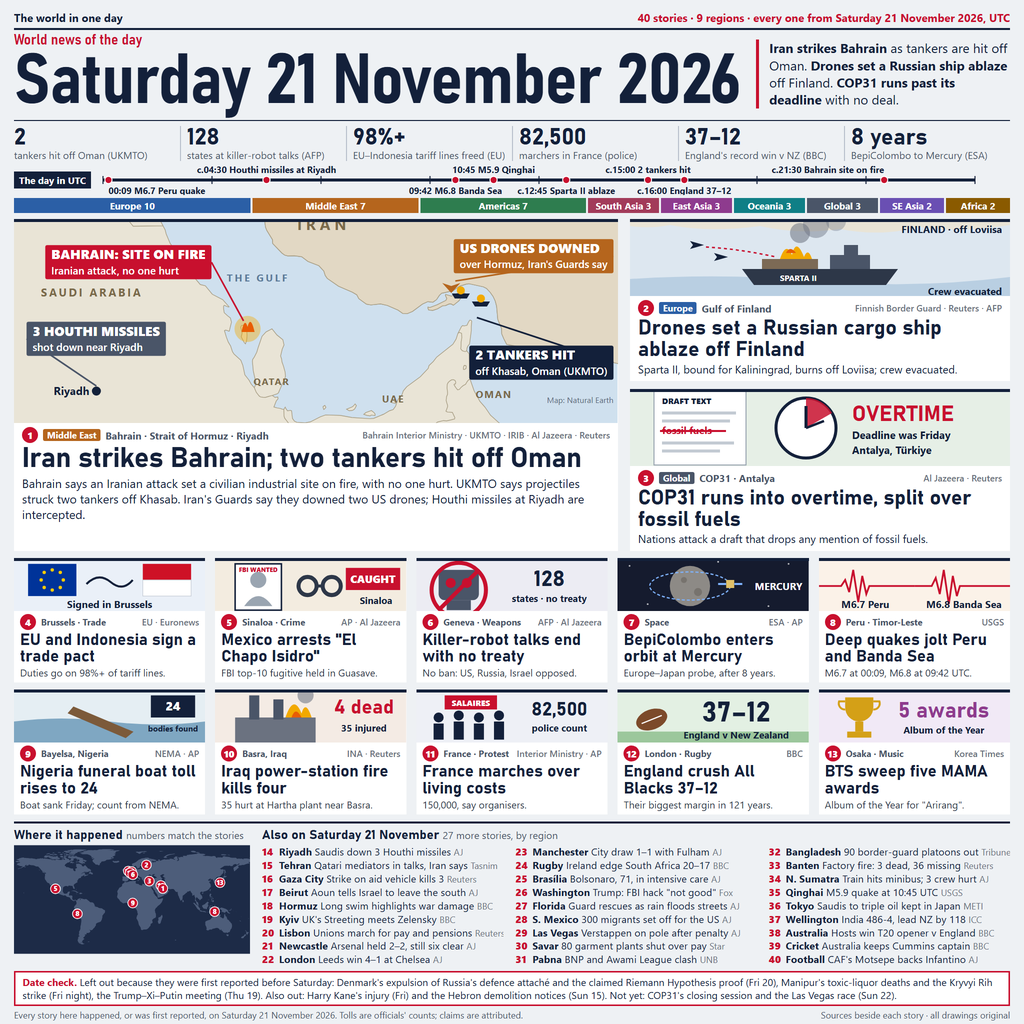 The world in one day
40 stories · 9 regions · every one from Saturday 21 November 2026, UTC
World news of the day
Saturday 21 November 2026
Iran strikes Bahrain as tankers are hit off
Oman. Drones set a Russian ship ablaze
off Finland. COP31 runs past its
deadline with no deal.
2
tankers hit off Oman (UKMTO)
128
states at killer-robot talks (AFP)
98%+
EU–Indonesia tariff lines freed (EU)
82,500
marchers in France (police)
37–12
England's record win v NZ (BBC)
8 years
BepiColombo to Mercury (ESA)
The day in UTC
c.04:30 Houthi missiles at Riyadh
10:45 M5.9 Qinghai
c.15:00 2 tankers hit
c.21:30 Bahrain site on fire
00:09 M6.7 Peru quake
09:42 M6.8 Banda Sea
c.12:45 Sparta II ablaze
c.16:00 England 37–12
Europe 10
Middle East 7
Americas 7
South Asia 3
East Asia 3
Oceania 3
Global 3
SE Asia 2
Africa 2
IRAN
BAHRAIN: SITE ON FIRE
Iranian attack, no one hurt
US DRONES DOWNED
over Hormuz, Iran's Guards say
THE GULF
SAUDI ARABIA
3 HOUTHI MISSILES
shot down near Riyadh
2 TANKERS HIT
off Khasab, Oman (UKMTO)
Riyadh
QATAR
UAE
OMAN
Map: Natural Earth
1 Middle East Bahrain · Strait of Hormuz · Riyadh
Bahrain Interior Ministry · UKMTO · IRIB · Al Jazeera · Reuters
Iran strikes Bahrain; two tankers hit off Oman
Bahrain says an Iranian attack set a civilian industrial site on fire, with no one hurt. UKMTO says projectiles
struck two tankers off Khasab. Iran's Guards say they downed two US drones; Houthi missiles at Riyadh are
intercepted.
FINLAND · off Loviisa
SPARTA II
Crew evacuated
2 Europe Gulf of Finland
Finnish Border Guard · Reuters · AFP
Drones set a Russian cargo ship
ablaze off Finland
Sparta II, bound for Kaliningrad, burns off Loviisa; crew evacuated.
DRAFT TEXT
fossil fuels
OVERTIME
Deadline was Friday
Antalya, Türkiye
3 Global COP31 · Antalya
Al Jazeera · Reuters
COP31 runs into overtime, split over
fossil fuels
Nations attack a draft that drops any mention of fossil fuels.
Signed in Brussels
4 Brussels · Trade
EU · Euronews
EU and Indonesia sign a
trade pact
Duties go on 98%+ of tariff lines.
FBI WANTED
CAUGHT
Sinaloa
5 Sinaloa · Crime
AP · Al Jazeera
Mexico arrests "El
Chapo Isidro"
FBI top-10 fugitive held in Guasave.
128
states · no treaty
6 Geneva · Weapons
AFP · Al Jazeera
Killer-robot talks end
with no treaty
No ban: US, Russia, Israel opposed.
MERCURY
7 Space
ESA · AP
BepiColombo enters
orbit at Mercury
Europe–Japan probe, after 8 years.
M6.7 Peru
M6.8 Banda Sea
8 Peru · Timor-Leste
USGS
Deep quakes jolt Peru
and Banda Sea
M6.7 at 00:09, M6.8 at 09:42 UTC.
24
bodies found
9 Bayelsa, Nigeria
NEMA · AP
Nigeria funeral boat toll
rises to 24
Boat sank Friday; count from NEMA.
4 dead
35 injured
10 Basra, Iraq
INA · Reuters
Iraq power-station fire
kills four
35 hurt at Hartha plant near Basra.
SALAIRES
82,500
police count
11 France · Protest
Interior Ministry · AP
France marches over
living costs
150,000, say organisers.
37–12
England v New Zealand
12 London · Rugby
BBC
England crush All
Blacks 37–12
Their biggest margin in 121 years.
5 awards
Album of the Year
13 Osaka · Music
Korea Times
BTS sweep five MAMA
awards
Album of the Year for “Arirang”.
Where it happened numbers match the stories
2
6
5
3
1
13
9
8
8
Also on Saturday 21 November 27 more stories, by region
14 Riyadh Saudis down 3 Houthi missiles AJ
15 Tehran Qatari mediators in talks, Iran says Tasnim
16 Gaza City Strike on aid vehicle kills 3 Reuters
17 Beirut Aoun tells Israel to leave the south AJ
18 Hormuz Long swim highlights war damage BBC
19 Kyiv UK's Streeting meets Zelensky BBC
20 Lisbon Unions march for pay and pensions Reuters
21 Newcastle Arsenal held 2–2, still six clear AJ
22 London Leeds win 4–1 at Chelsea AJ
23 Manchester City draw 1–1 with Fulham AJ
24 Rugby Ireland edge South Africa 20–17 BBC
25 Brasilia Bolsonaro, 71, in intensive care AJ
26 Washington Trump: FBI hack "not good" Fox
27 Florida Guard rescues as rain floods streets AJ
28 S. Mexico 300 migrants set off for the US AJ
29 Las Vegas Verstappen on pole after penalty AJ
30 Savar 80 garment plants shut over pay Star
31 Pabna BNP and Awami League clash UNB
32 Bangladesh 90 border-guard platoons out Tribune
33 Banten Factory fire: 3 dead, 36 missing Reuters
34 N. Sumatra Train hits minibus; 3 crew hurt AJ
35 Qinghai M5.9 quake at 10:45 UTC USGS
36 Tokyo Saudis to triple oil kept in Japan METI
37 Wellington India 486-4, lead NZ by 118 ICC
38 Australia Hosts win T20 opener v England BBC
39 Cricket Australia keeps Cummins captain BBC
40 Football CAF's Motsepe backs Infantino AJ
Date check. Left out because they were first reported before Saturday: Denmark's expulsion of Russia's defence attaché and the claimed Riemann Hypothesis proof (Fri 20), Manipur's toxic-liquor deaths and the Kryvyi Rih
strike (Fri night), the Trump–Xi–Putin meeting (Thu 19). Also out: Harry Kane's injury (Fri) and the Hebron demolition notices (Sun 15). Not yet: COP31's closing session and the Las Vegas race (Sun 22).
Every story here happened, or was first reported, on Saturday 21 November 2026. Tolls are officials' counts; claims are attributed.
Sources beside each story · all drawings original